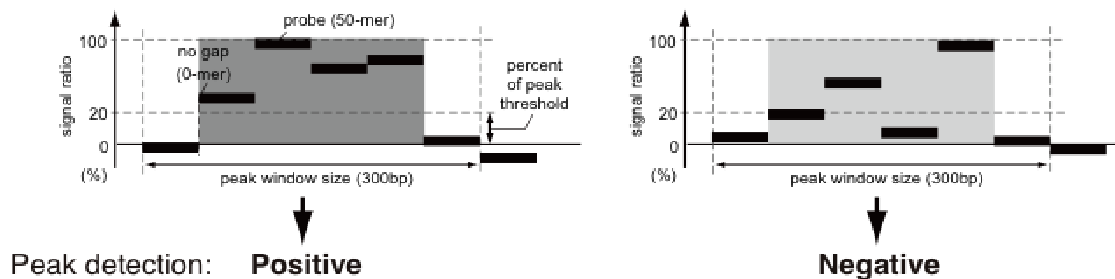 probe (50-mer)
100
no gap
(0-mer)
signal ratio
percent
of peak
threshold
20
0
(%)
peak window size (300bp)
100
signal ratio
20
0
(%)
peak window size (300bp)
Peak detection: Positive
Negative